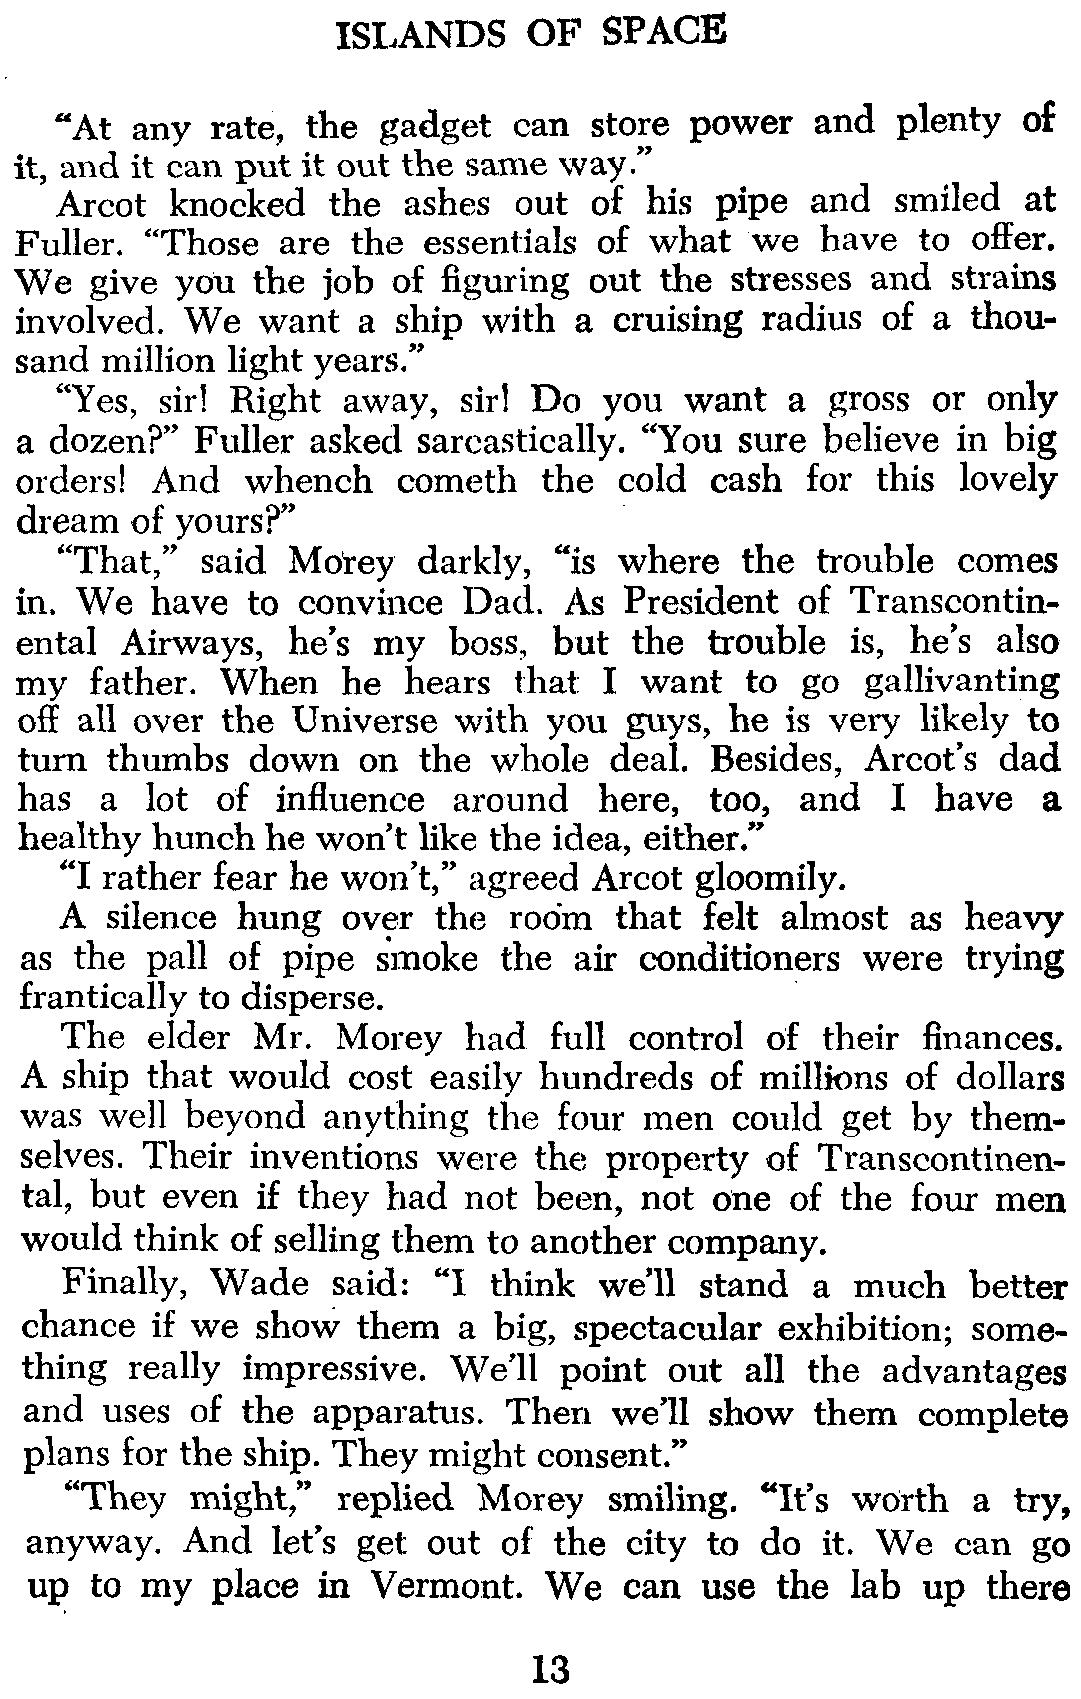 ISLANDS OF SPACE
“At any rate, the gadget can store power and plenty of
it, and it can put it out the same way.”
Arcot knocked the ashes out of his pipe and smiled at
Fuller. “Those are the essentials of what we have to offer.
We give you the job of figuring out the stresses and strains
involved. We want a ship with a cruising radius of a thou-
sand million light years.”
“Yes, sir! Right away, sir! Do you want a gross or only
a dozen?” Fuller asked sarcastically. “You sure believe in big
orders! And whench cometh the cold cash for this lovely
dream of yours?”
“That,” said Morey darkly, “is where the trouble comes
in. We have to convince Dad. As President of Transcontin-
ental Airways, he’s my boss, but the trouble is, he’s also
my father. When he hears that I want to go gallivanting
off all over the Universe with you guys, he is very likely to
turn thumbs down on the whole deal. Besides, Arcot’s dad
has a lot of influence around here, too, and I have a
healthy hunch he won’t like the idea, either.”
“I rather fear he won’t,” agreed Arcot gloomily.
A silence hung over the room that felt almost as heavy
as the pall of pipe smoke the air conditioners were trying
frantically to disperse.
The elder Mr. Morey had full control of their finances.
A ship that would cost easily hundreds of millions of dollars
was well beyond anything the four men could get by them-
selves. Their inventions were the property of Transcontinen-
tal, but even if they had not been, not one of the four men
would think of selling them to another company.
Finally, Wade said: “I think we’ll stand a much better
chance if we show them a big, spectacular exhibition; some-
thing really impressive. We’ll point out all the advantages
and uses of the apparatus. Then we’ll show them complete
plans for the ship. They might consent.”
“They might,” replied Morey smiling. “It’s worth a try,
anyway. And let’s get out of the city to do it. We can go
up to my place in Vermont. We can use the lab up there
13